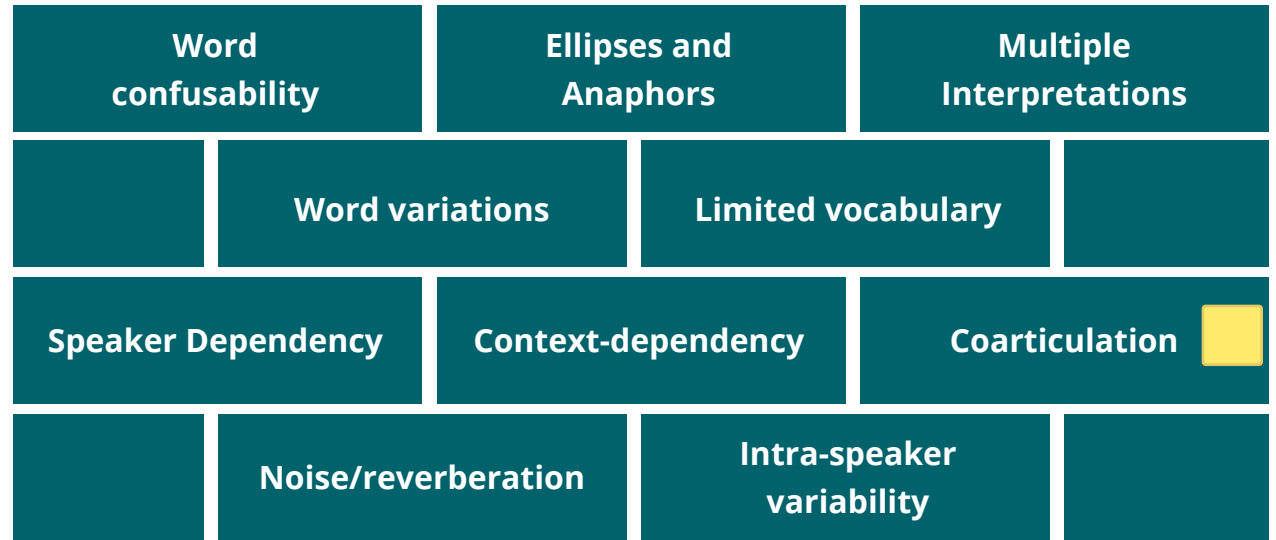 Word
confusability
Ellipses and
Anaphors
Multiple
Interpretations
Word variations
Limited vocabulary
Speaker Dependency
Context-dependency
Coarticulation
Noise/reverberation
Intra-speaker
variability